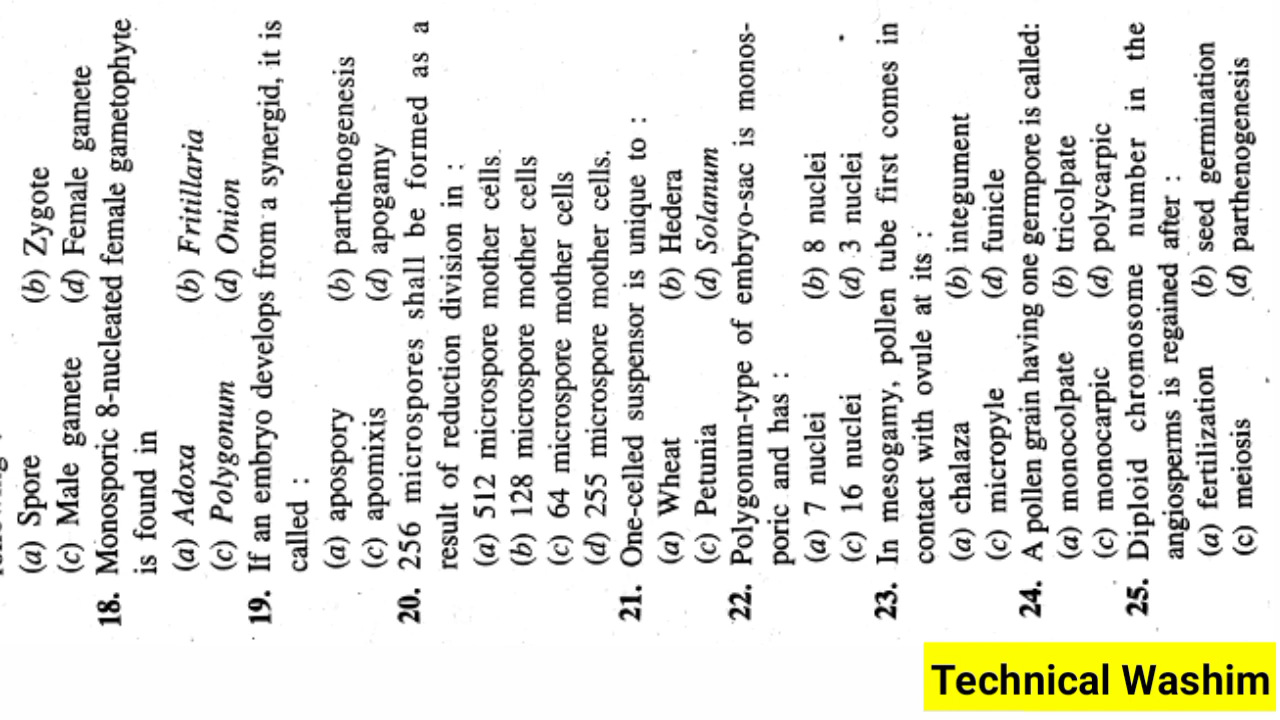 (a) Spore (b) Zygote
(c) Male gamete (d) Female gamete
18. Monosporic 8-nucleated female gametophyte
is found in
(a) Adoxa (b) Fritillaria
(c) Polygonum (d) Onion
19. If an embryo develops from a synergid, it is
called :
(a) apospory (b) parthenogenesis
(c) apomixis (d) apogamy
20. 256 microspores shall be formed as a
result of reduction division in :
(a) 512 microspore mother cells.
(b) 128 microspore mother cells
(c) 64 microspore mother cells
(d) 255 microspore mother cells.
21. One-celled suspensor is unique to :
(a) Wheat (b) Hedera
(c) Petunia (d) Solanum
22. Polygonum-type of embryo-sac is monos-
poric and has :
(a) 7 nuclei (b) 8 nuclei
(c) 16 nuclei (d) 3 nuclei
23. In mesogamy, pollen tube first comes in
contact with ovule at its :
(a) chalaza (b) integument
(c) micropyle (d) funicle
24. A pollen grain having one germpore is called:
(a) monocolpate (b) tricolpate
(c) monocarpic (d) polycarpic
25. Diploid chromosome number in the
angiosperms is regained after :
(a) fertilization (b) seed germination
(c) meiosis (d) parthenogenesis
Technical Washim